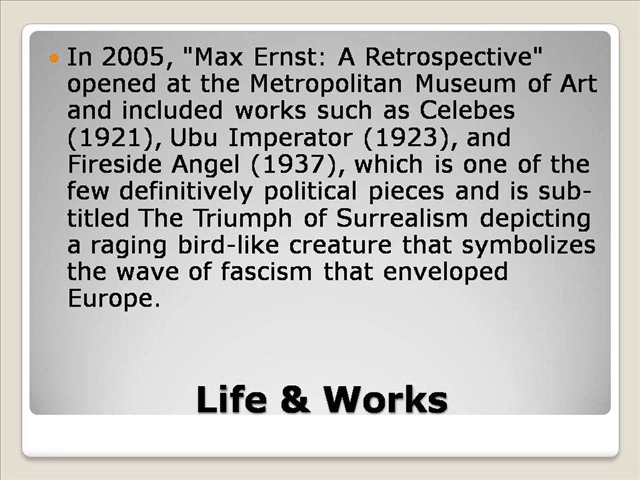 In 2005, "Max Ernst: A Retrospective"
opened at the Metropolitan Museum of Art
and included works such as Celebes
(1921), Ubu Imperator (1923), and
Fireside Angel (1937), which is one of the
few definitively political pieces and is sub-
titled The Triumph of Surrealism depicting
a raging bird-like creature that symbolizes
the wave of fascism that enveloped
Europe.
Life & Works